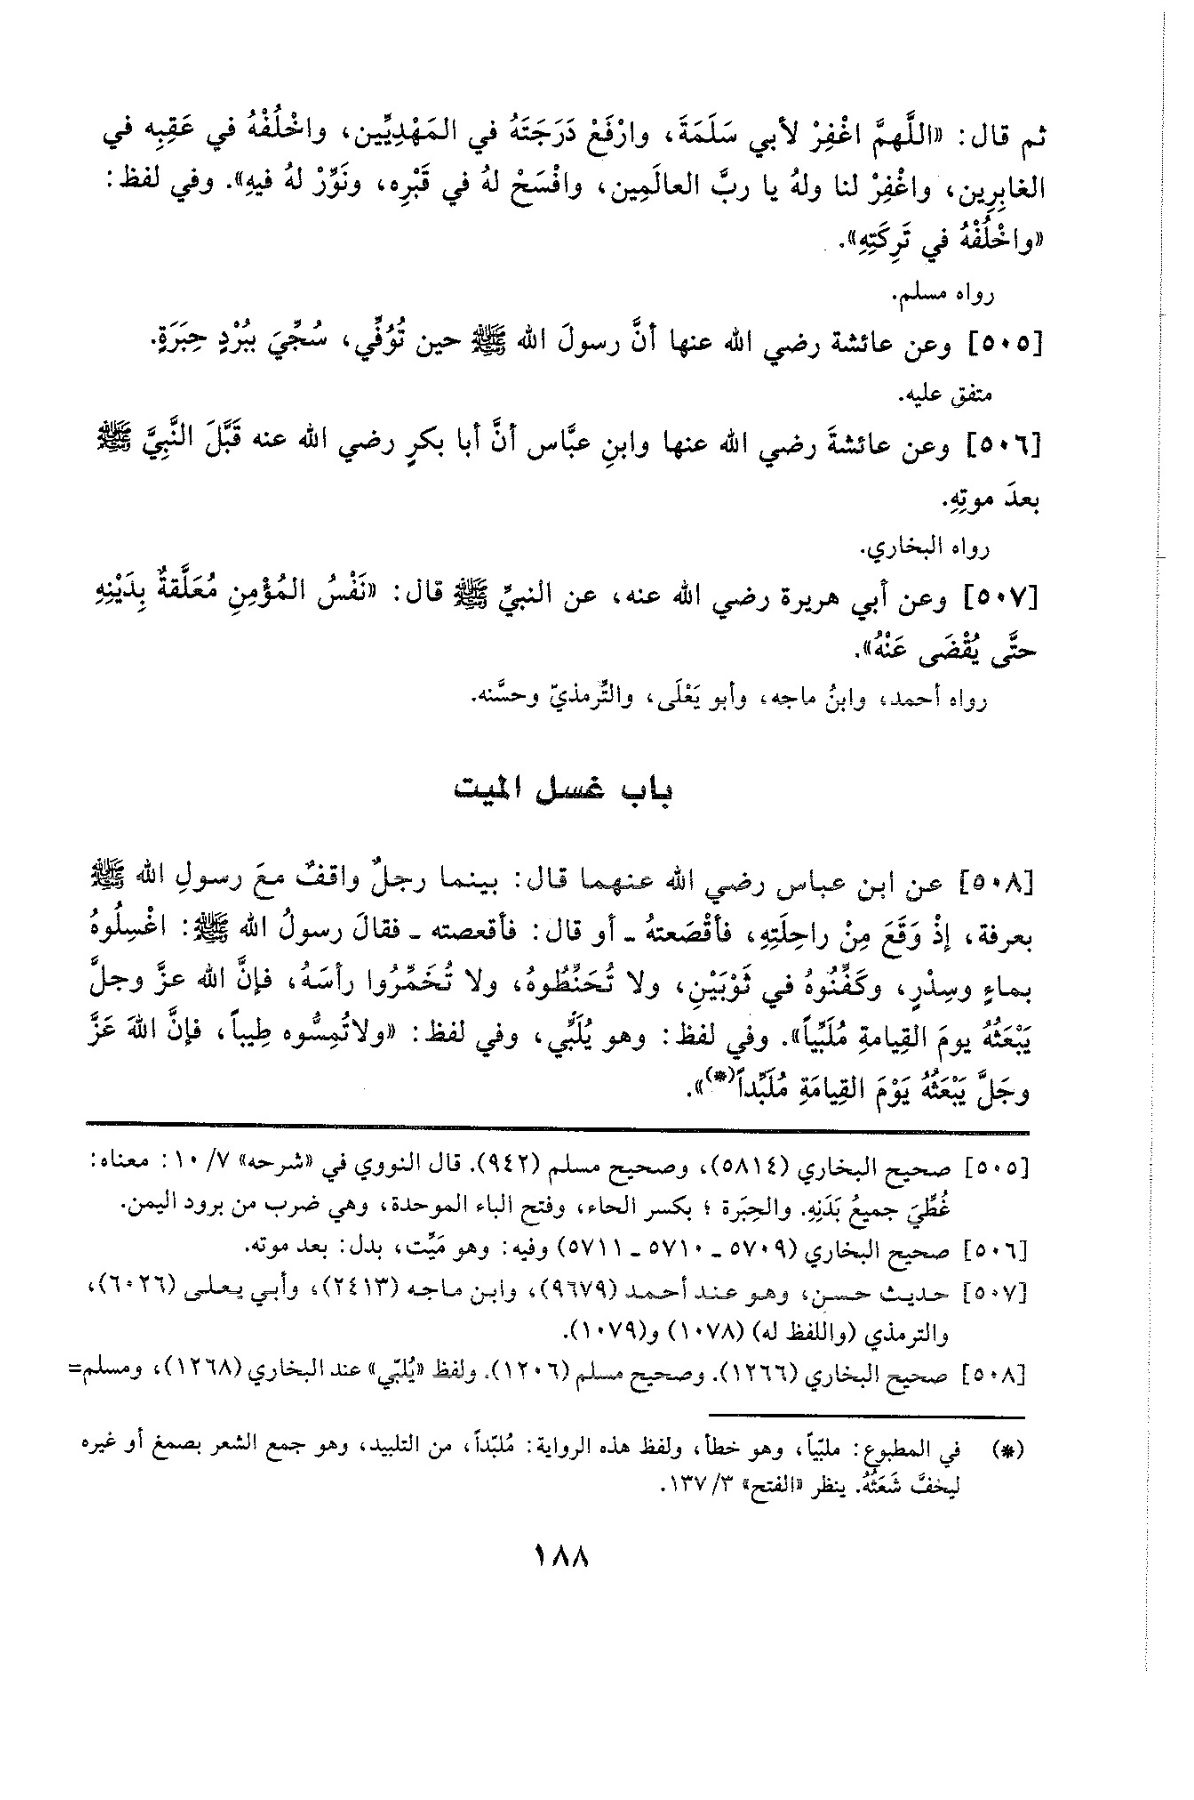 ثم قال: «اللَّهمَّ اغْفِرْ لأبي سَلَمَةَ، وارْفَعْ دَرَجَتَهُ في المَهْدِيِّين، واخْلُفْهُ في عَقِبِه في
الغابِرِين، واغْفِرْ لنا ولهُ يا ربَّ العالَمِين، وافْسَحْ لهُ في قَبْرِه، ونَوِّرْ لهُ فيهِ». وفي لفظ:
«واخْلُفْهُ في تَرِكَتِهِ».
رواه مسلم.
[٥٠٥] وعن عائشة رضي الله عنها أنَّ رسولَ الله ﷺ حين تُوُفِّي، سُجِّيَ ببُرْدٍ حِبَرَةٍ.
متفق عليه.
[٥٠٦] وعن عائشةَ رضي الله عنها وابنِ عبَّاس أنَّ أبا بكرٍ رضي الله عنه قَبَّلَ النَّبِيَّ ﷺ
بعدَ موتِهِ.
رواه البخاري.
[٥٠٧] وعن أبي هريرة رضي الله عنه، عن النبيِّ ﷺ قال: «نَفْسُ المُؤْمِنِ مُعَلَّقةٌ بِدَيْنِهِ
حتَّى يُقْضَى عَنْهُ».
رواه أحمد، وابنُ ماجه، وأبو يَعْلَى، والتِّرمذيّ وحسَّنه.
باب غسل الميت
[٥٠٨] عن ابن عباس رضي الله عنهما قال: بينما رجلٌ واقفٌ معَ رسولِ الله ﷺ
بعرفة، إذْ وَقَعَ مِنْ راحِلَتِهِ، فأقْصَعتهُ ـ أو قال: فأقعصته ـ فقالَ رسولُ الله ﷺ: اغْسِلُوهُ
بماءٍ وسِدْرٍ، وكَفِّنُوهُ في ثَوْبَيْنِ، ولا تُحَنِّطُوهُ، ولا تُخَمِّرُوا رأسَهُ، فإنَّ الله عزَّ وجلَّ
يَبْعَثُهُ يومَ القِيامةِ مُلَبِّياً». وفي لفظ: وهو يُلَبِّي، وفي لفظ: «ولاتُمِسُّوه طِيباً، فإنَّ اللهَ عَزَّ
وجَلَّ يَبْعَثُهُ يَوْمَ القِيامَةِ مُلَبِّداً(*)».
[٥٠٥] صحيح البخاري (٥٨١٤)، وصحيح مسلم (٩٤٢). قال النووي في «شرحه» ٧/ ١٠: معناه:
غُطِّيَ جميعُ بَدَنِهِ. والحِبَرة ؛ بكسر الحاء، وفتح الباء الموحدة، وهي ضرب من برود اليمن.
[٥٠٦] صحيح البخاري (٥٧٠٩ ـ ٥٧١٠ ـ ٥٧١١) وفيه: وهو مَيِّت، بدل: بعد موته.
[٥٠٧] حديث حسن، وهو عند أحمد (٩٦٧٩)، وابن ماجه (٢٤١٣)، وأبي يعلى (٦٠٢٦)،
والترمذي (واللفظ له) (١٠٧٨) و(١٠٧٩).
[٥٠٨] صحيح البخاري (١٢٦٦). وصحيح مسلم (١٢٠٦). ولفظ «يُلبّي» عند البخاري (١٢٦٨)، ومسلم=
(*) في المطبوع: ملبّياً، وهو خطأ، ولفظ هذه الرواية: مُلبّداً، من التلبيد، وهو جمع الشعر بصمغ أو غيره
ليخفَّ شَعَثُهُ. ينظر «الفتح» ٣/ ١٣٧.
١٨٨